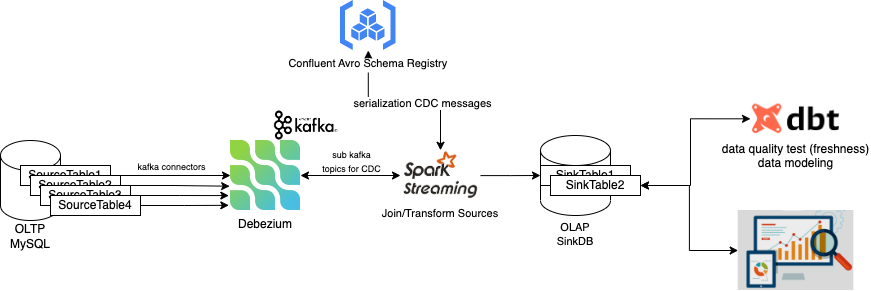 Confluent Avro Schema Registry
serialization CDC messages
kafka
kafka connectors
sub kafka
topics for CDC
SourceTable1
SourceTable2
SourceTable3
SourceTable4
OLTP
MySQL
Debezium
Spark
Streaming
Join/Transform Sources
SinkTable1
SinkTable2
OLAP
SinkDB
dbt
data quality test (freshness)
data modeling